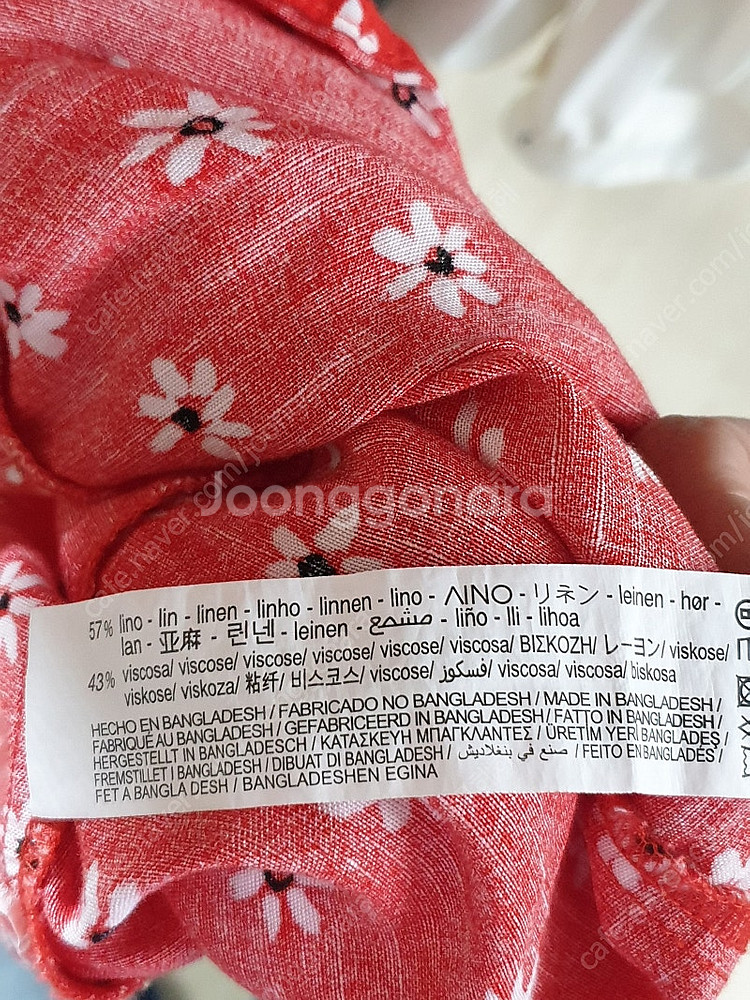 Joonggonara
57% lino - lin - linen - linho - linnen - lino - ΛINO - リネン - leinen - hør -
lan - 亚麻 - 린넨 - leinen - مشمع - liño - lli - lihoa
43% viscosa/ viscose/ viscose/ viscose/ viscose/ viscosa/ ΒΙΣΚΟΖΗ/ レーヨン/ viskose/
viskose/ viskoza/ 粘纤/ 비스코스/ viscose/ فسكوز/ viscosa/ viscosa/ biskosa
HECHO EN BANGLADESH / FABRICADO NO BANGLADESH / MADE IN BANGLADESH /
FABRIQUÉ AU BANGLADESH / GEFABRICEERD IN BANGLADESH / FATTO IN BANGLADESH /
HERGESTELLT IN BANGLADESCH / ΚΑΤΑΣΚΕΥΗ ΜΠΑΓΚΛΑΝΤΕΣ / ÜRETİM YERİ BANGLADEŞ /
FREMSTILLET I BANGLADESH / DIBUAT DI BANGLADESH / صنع في بنغلاديش / FEITO EN BANGLADÉS /
FET A BANGLA DESH / BANGLADESHEN EGINA